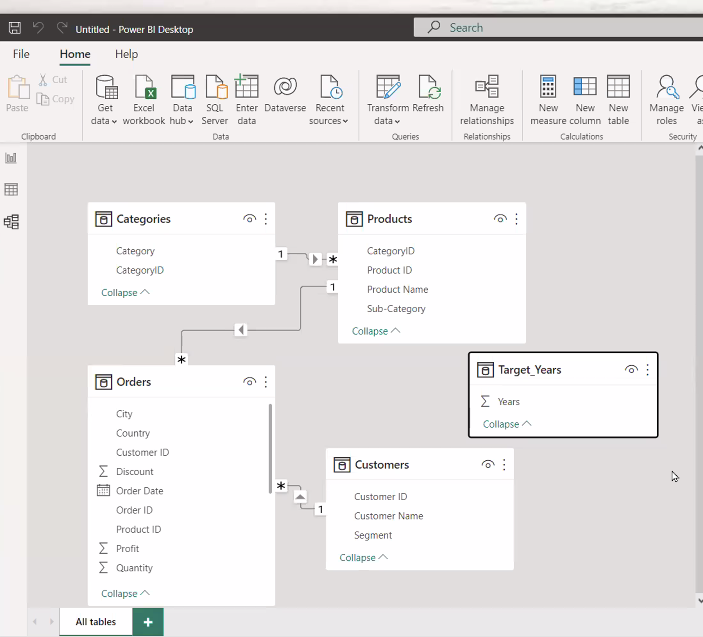 Untitled - Power BI Desktop
Search
File Home Help
Paste
Cut
Copy
Get data
Excel workbook
Data hub
SQL Server
Enter data
Dataverse
Recent sources
Transform data
Refresh
Manage relationships
New measure
New column
New table
Manage roles
Clipboard
Data
Queries
Relationships
Calculations
Security
Categories
Category
CategoryID
Collapse
1
*
Products
CategoryID
Product ID
Product Name
Sub-Category
Collapse
1
*
Target_Years
Σ Years
Collapse
Orders
City
Country
Customer ID
Σ Discount
Order Date
Order ID
Product ID
Σ Profit
Σ Quantity
Collapse
*
1
Customers
Customer ID
Customer Name
Segment
Collapse
All tables +